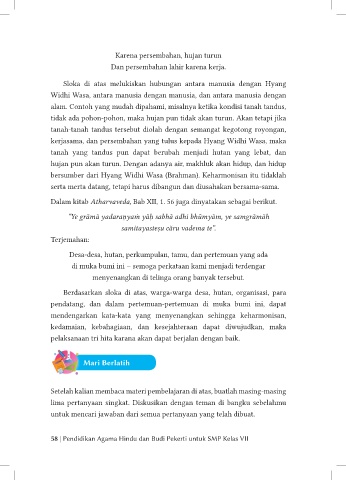 Karena persembahan, hujan turun
Dan persembahan lahir karena kerja.
Sloka di atas melukiskan hubungan antara manusia dengan Hyang
Widhi Wasa, antara manusia dengan manusia, dan antara manusia dengan
alam. Contoh yang mudah dipahami, misalnya ketika kondisi tanah tandus,
tidak ada pohon-pohon, maka hujan pun tidak akan turun. Akan tetapi jika
tanah-tanah tandus tersebut diolah dengan semangat kegotong royongan,
kerjasama, dan persembahan yang tulus kepada Hyang Widhi Wasa, maka
tanah yang tandus pun dapat berubah menjadi hutan yang lebat, dan
hujan pun akan turun. Dengan adanya air, makhluk akan hidup, dan hidup
bersumber dari Hyang Widhi Wasa (Brahman). Keharmonisan itu tidaklah
serta merta datang, tetapi harus dibangun dan diusahakan bersama-sama.
Dalam kitab Atharvaveda, Bab XII, 1. 56 juga dinyatakan sebagai berikut.
"Ye grāmā yadaraṇyaṁ yāḥ sabhā adhi bhūmyām, ye saṁgrāmāh
samitayasteṣu cāru vadema te".
Terjemahan:
Desa-desa, hutan, perkumpulan, tamu, dan pertemuan yang ada
di muka bumi ini – semoga perkataan kami menjadi terdengar
menyenangkan di telinga orang banyak tersebut.
Berdasarkan sloka di atas, warga-warga desa, hutan, organisasi, para
pendatang, dan dalam pertemuan-pertemuan di muka bumi ini, dapat
mendengarkan kata-kata yang menyenangkan sehingga keharmonisan,
kedamaian, kebahagiaan, dan kesejahteraan dapat diwujudkan, maka
pelaksanaan tri hita karana akan dapat berjalan dengan baik.
Mari Berlatih
Setelah kalian membaca materi pembelajaran di atas, buatlah masing-masing
lima pertanyaan singkat. Diskusikan dengan teman di bangku sebelahmu
untuk mencari jawaban dari semua pertanyaan yang telah dibuat.
58 | Pendidikan Agama Hindu dan Budi Pekerti untuk SMP Kelas VII